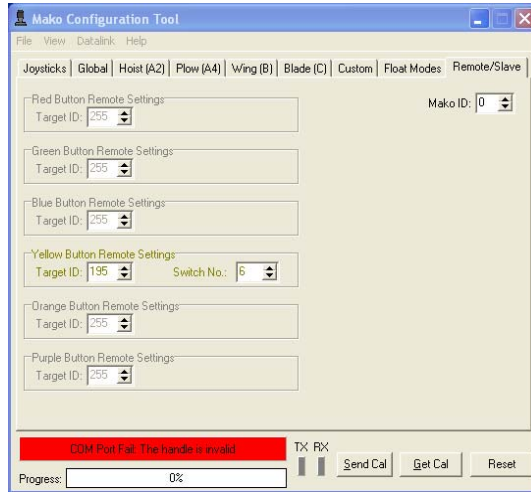 Mako Configuration Tool
File View Datalink Help
Joysticks Global Hoist (A2) Plow (A4) Wing (B) Blade (C) Custom Float Modes Remote/Slave
Red Button Remote Settings
Target ID: 255
Mako ID: 0
Green Button Remote Settings
Target ID: 255
Blue Button Remote Settings
Target ID: 255
Yellow Button Remote Settings
Target ID: 195 Switch No.: 6
Orange Button Remote Settings
Target ID: 255
Purple Button Remote Settings
Target ID: 255
COM Port Fail: The handle is invalid
TX RX
Send Cal Get Cal Reset
Progress: 0%